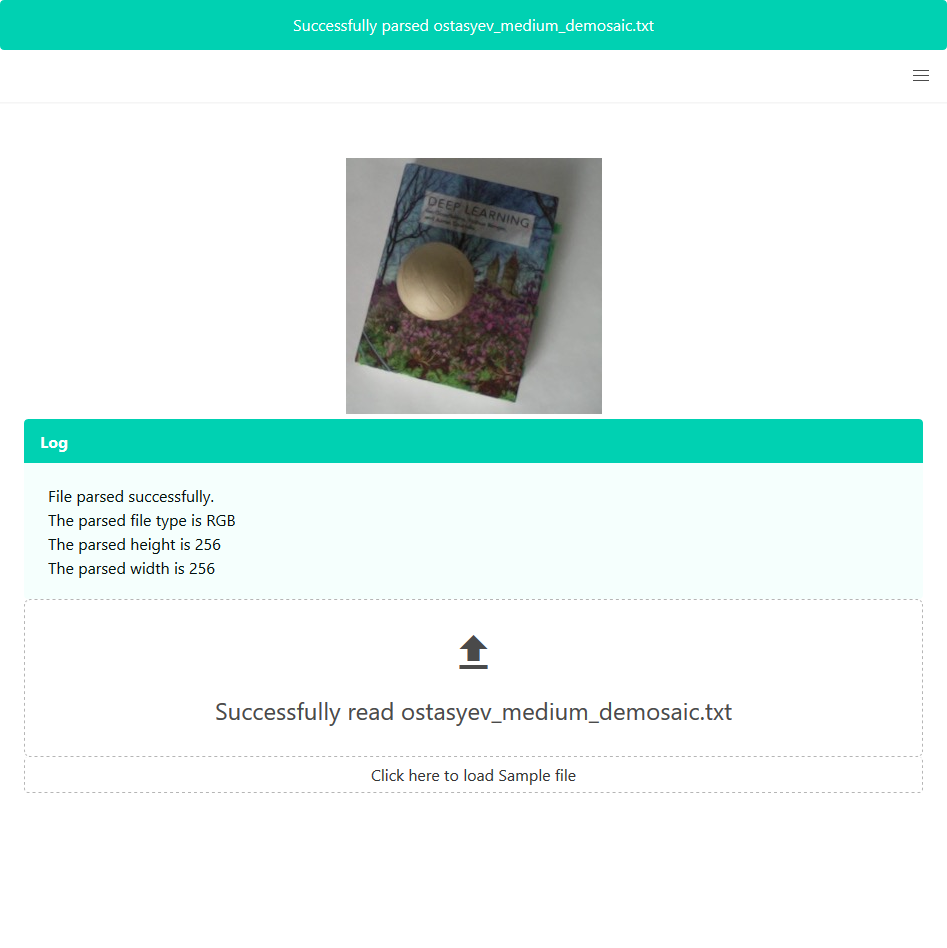 Successfully parsed ostasyev_medium_demosaic.txt
DEEP LEARNING
Log
File parsed successfully.
The parsed file type is RGB
The parsed height is 256
The parsed width is 256
Successfully read ostasyev_medium_demosaic.txt
Click here to load Sample file